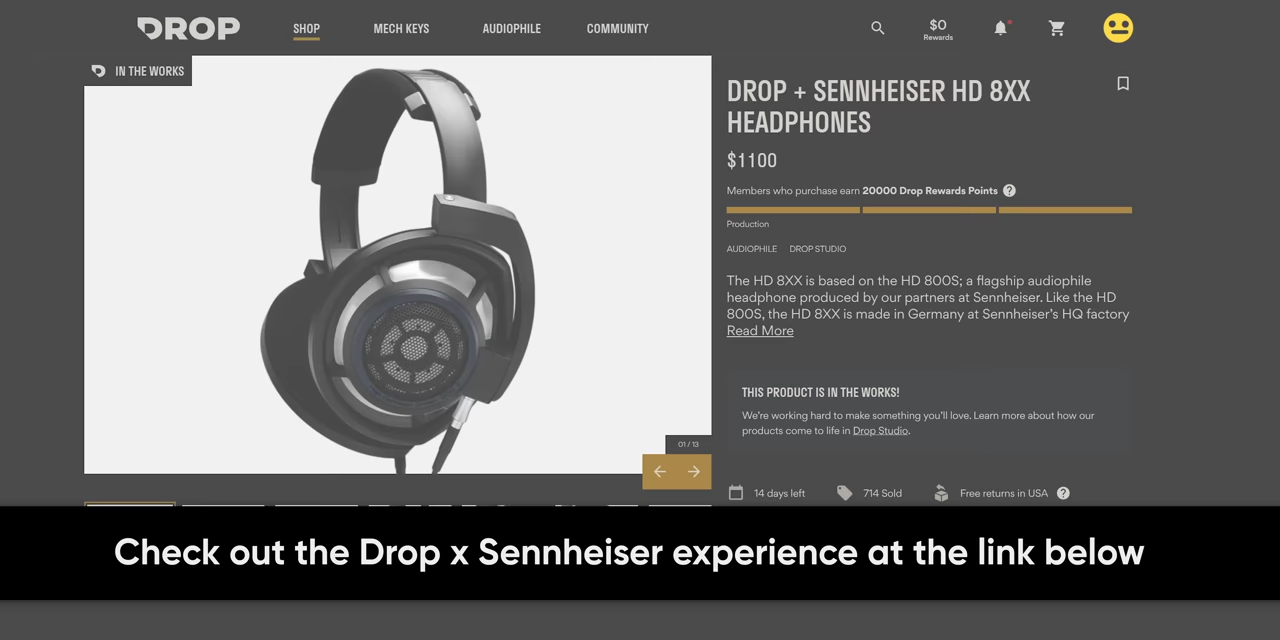 DROP
SHOP
MECH KEYS
AUDIOPHILE
COMMUNITY
$0
Rewards
IN THE WORKS
DROP + SENNHEISER HD 8XX
HEADPHONES
$1100
Members who purchase earn 20000 Drop Rewards Points ?
Production
AUDIOPHILE DROP STUDIO
The HD 8XX is based on the HD 800S; a flagship audiophile
headphone produced by our partners at Sennheiser. Like the HD
800S, the HD 8XX is made in Germany at Sennheiser's HQ factory
Read More
THIS PRODUCT IS IN THE WORKS!
We're working hard to make something you'll love. Learn more about how our
products come to life in Drop Studio.
01 / 13
14 days left
714 Sold
Free returns in USA ?
Check out the Drop x Sennheiser experience at the link below